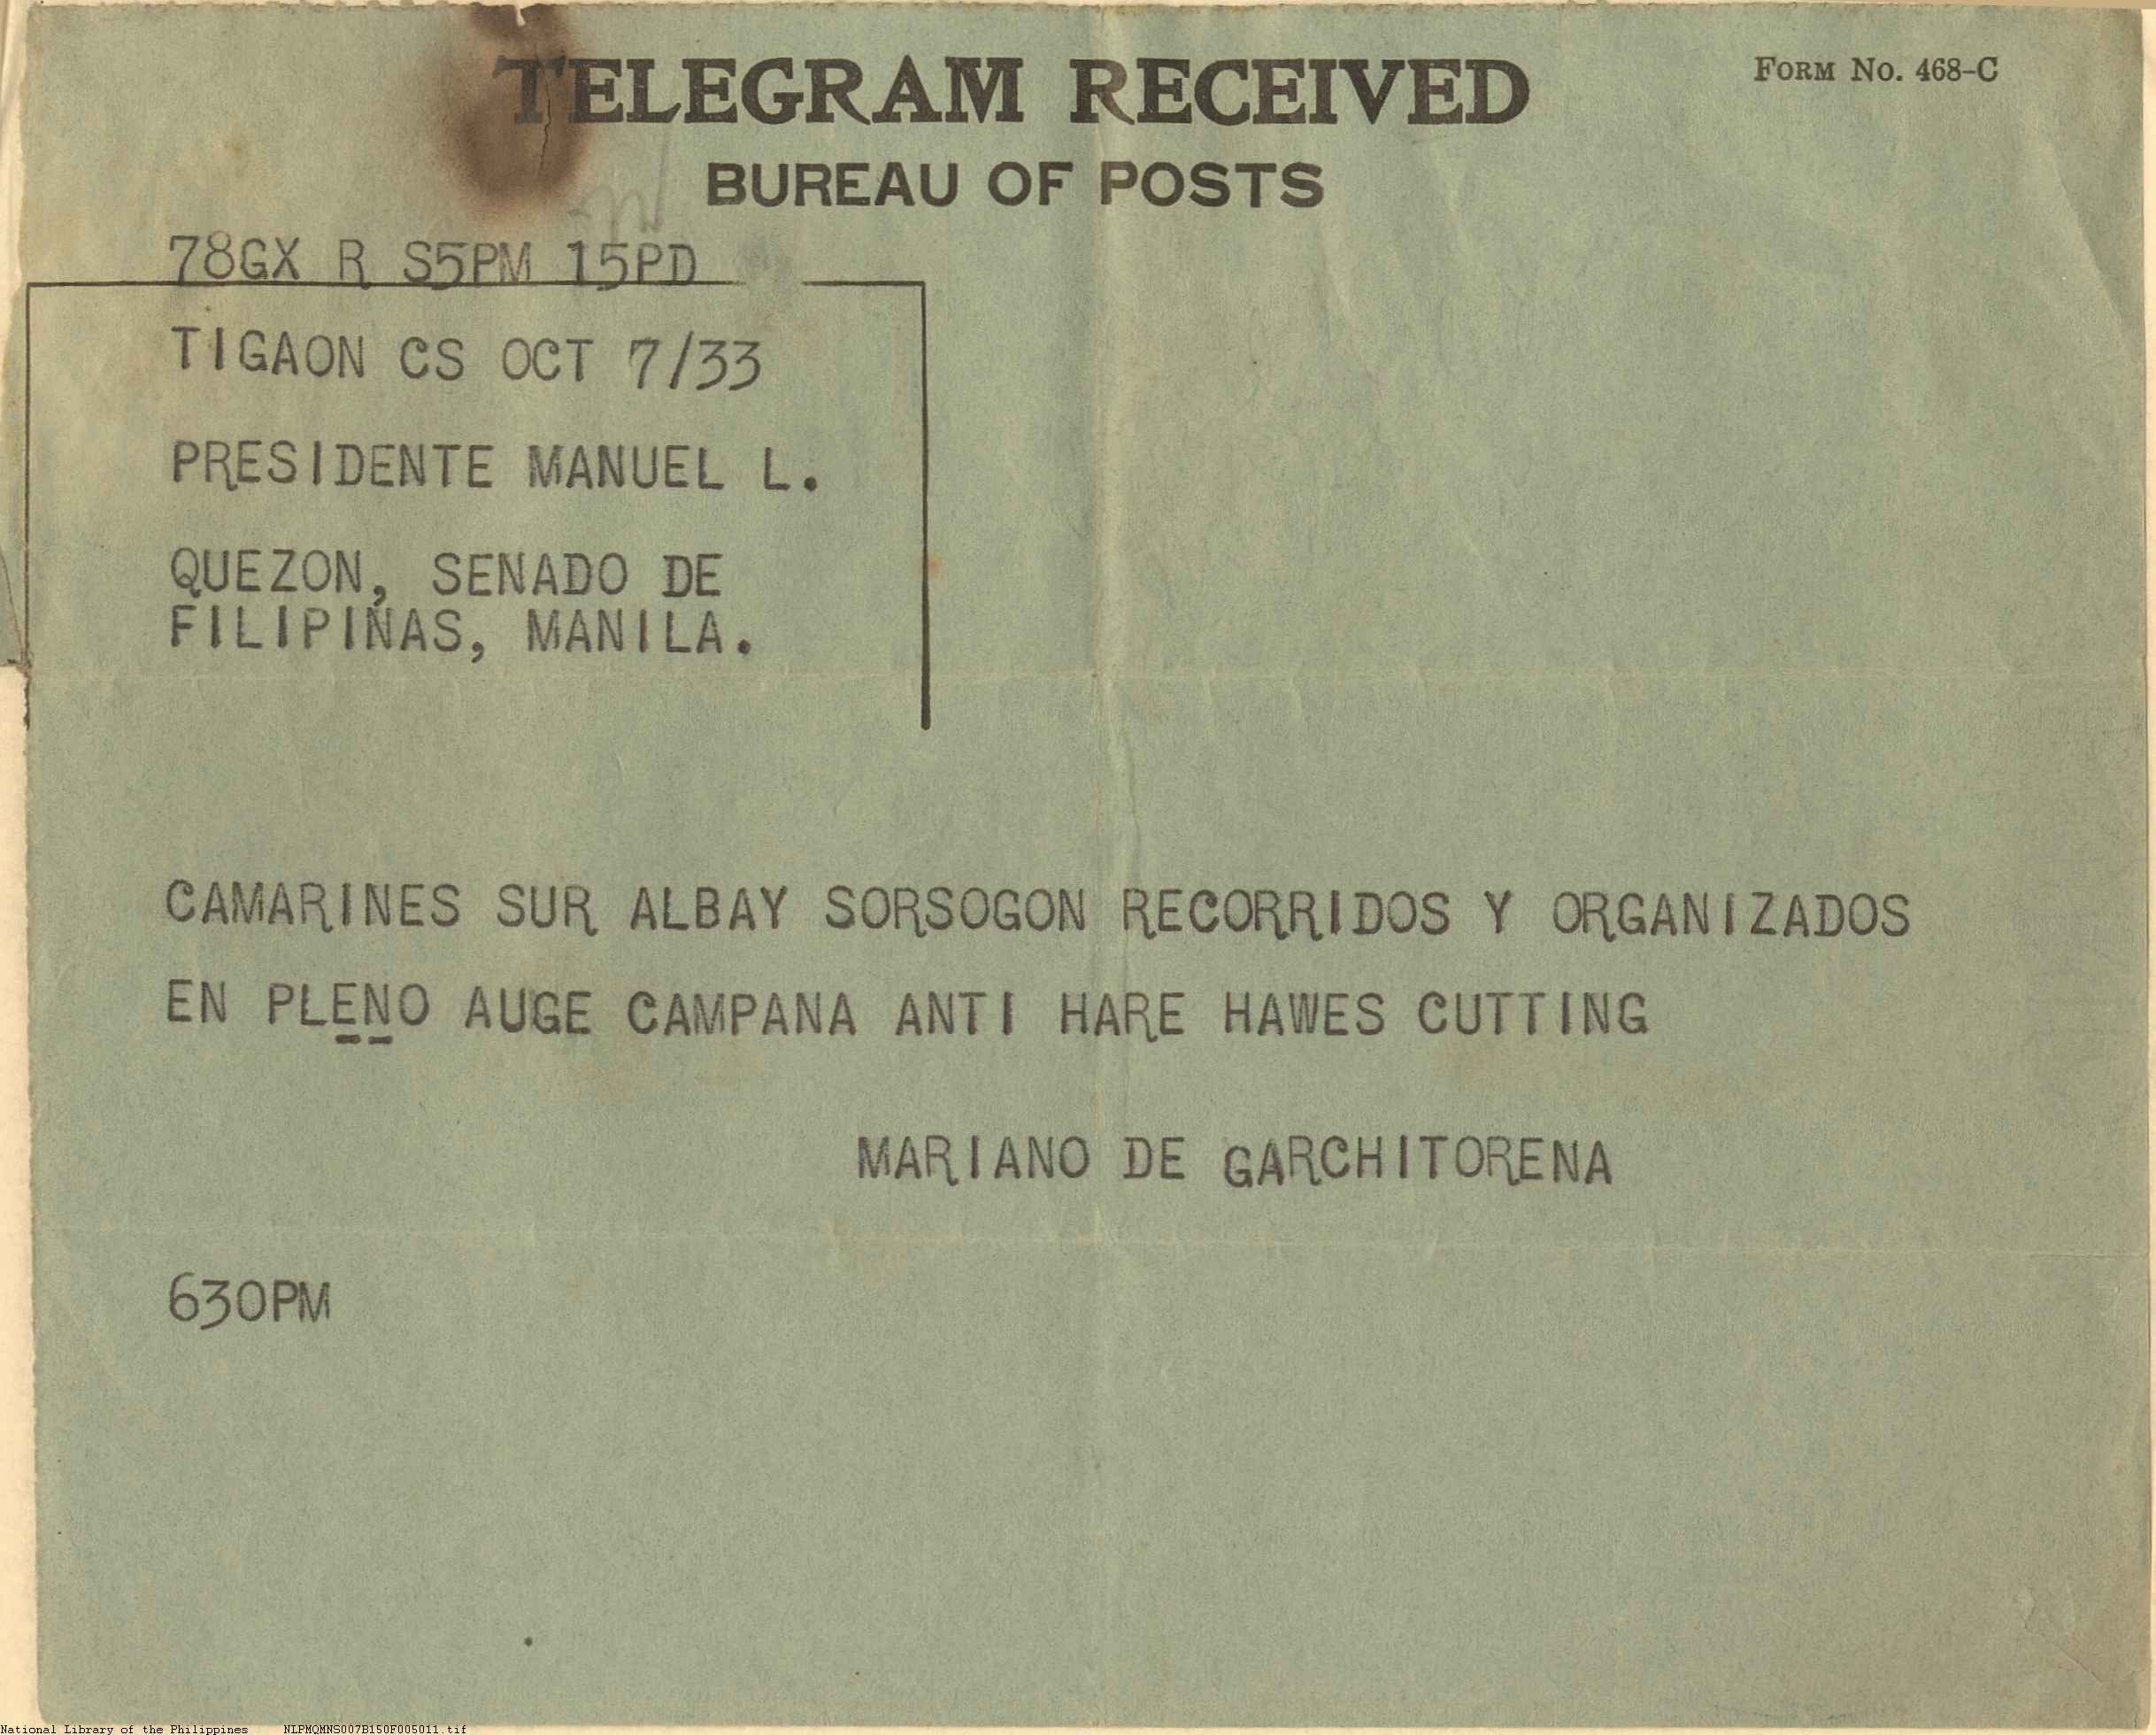 TELEGRAM RECEIVED
FORM NO. 468-C
BUREAU OF POSTS
78GX R S5PM 15PD
TIGAON CS OCT 7/33
PRESIDENTE MANUEL L.
QUEZON, SENADO DE
FILIPINAS, MANILA.
CAMARINES SUR ALBAY SORSOGON RECORRIDOS Y ORGANIZADOS
EN PLENO AUGE CAMPANA ANTI HARE HAWES CUTTING
MARIANO DE GARCHITORENA
630PM
National Library of the Philippines NLPMQMNS007B150F005011.tif